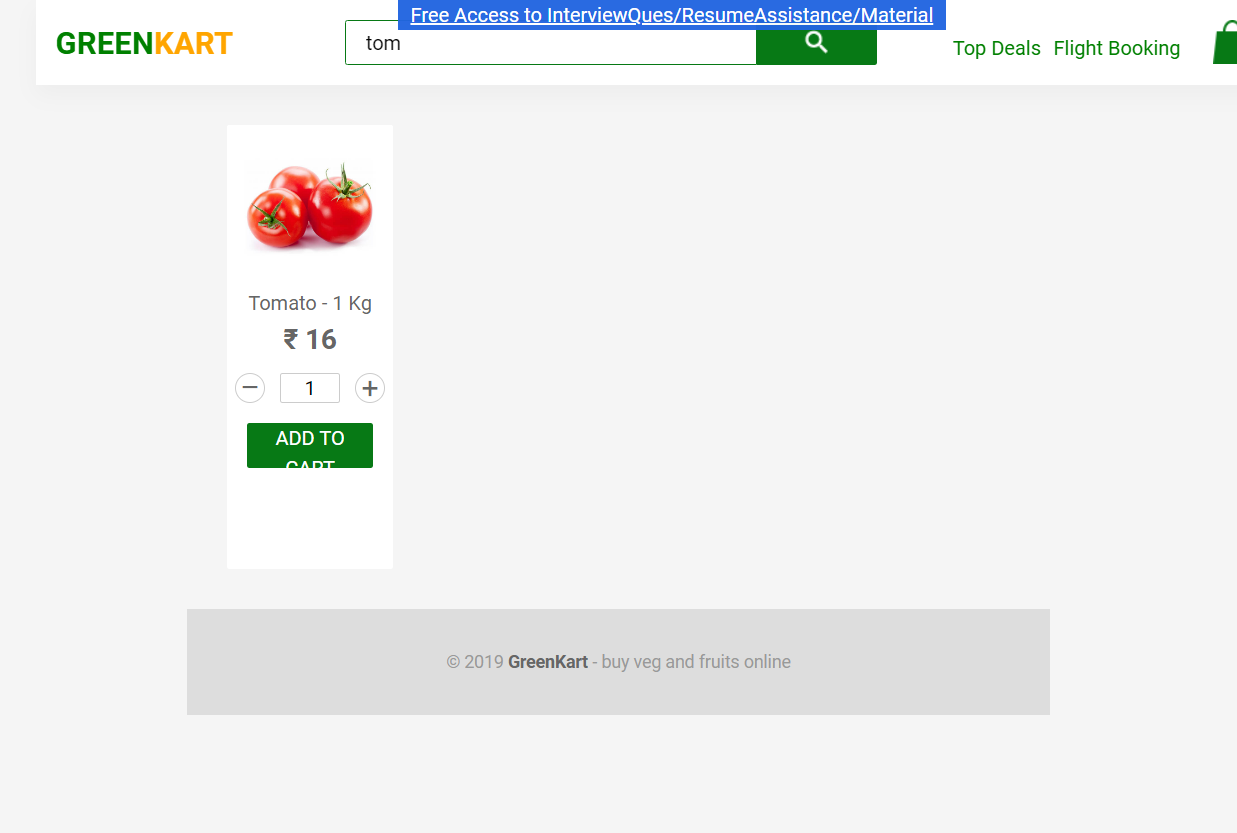 Free Access to InterviewQues/ResumeAssistance/Material
GREENKART
tom
Top Deals Flight Booking
Tomato - 1 Kg
₹ 16
1
ADD TO
CART
© 2019 GreenKart - buy veg and fruits online